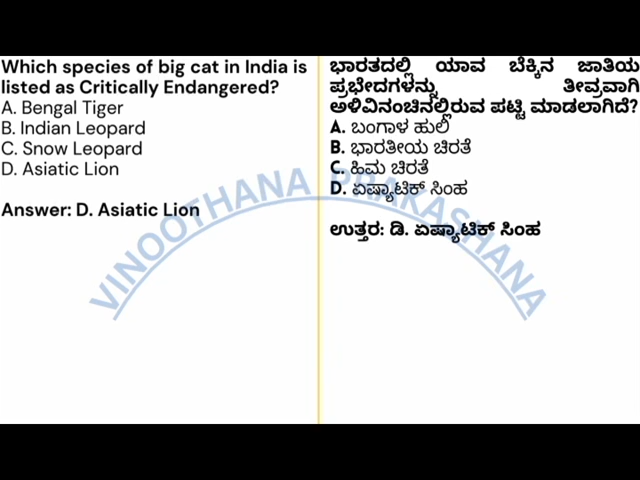 Which species of big cat in India is
listed as Critically Endangered?
A. Bengal Tiger
B. Indian Leopard
C. Snow Leopard
D. Asiatic Lion
Answer: D. Asiatic Lion
ಭಾರತದಲ್ಲಿ ಯಾವ ಬೆಕ್ಕಿನ ಜಾತಿಯ
ಪ್ರಭೇದಗಳನ್ನು ತೀವ್ರವಾಗಿ
ಅಳಿವಿನಂಚಿನಲ್ಲಿರುವ ಪಟ್ಟಿ ಮಾಡಲಾಗಿದೆ?
A. ಬಂಗಾಳ ಹುಲಿ
B. ಭಾರತೀಯ ಚಿರತೆ
C. ಹಿಮ ಚಿರತೆ
D. ಏಷ್ಯಾಟಿಕ್ ಸಿಂಹ
ಉತ್ತರ: ಡಿ. ಏಷ್ಯಾಟಿಕ್ ಸಿಂಹ
VINOOTHANA PRAKASHANA